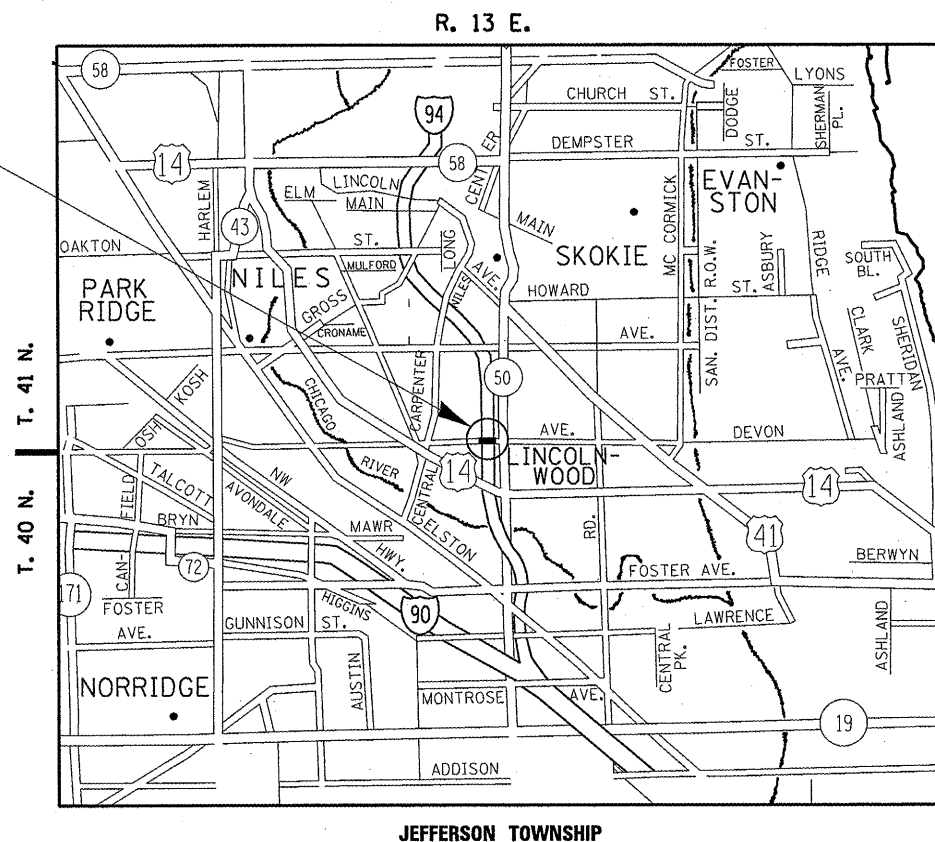 R. 13 E.
58
FOSTER
LYONS
CHURCH ST.
DODGE
SHERMAN
PL.
94
CENTER
58
DEMPSTER ST.
14
LINCOLN
ELM
MAIN
HARLEM
EVAN-
STON
MC CORMICK
43
LONG
MAIN
SKOKIE
OAKTON ST.
MULFORD
AVE.
NILES
NILES
PARK
RIDGE
GROSS
HOWARD ST.
SAN. DIST. R.O.W.
ASBURY
RIDGE AVE.
SOUTH
BL.
CLARK
SHERIDAN
CRONAME
AVE.
PRATT
ASHLAND
T. 41 N.
OSHKOSH
CHICAGO
RIVER
CARPENTER
50
AVE.
DEVON
LINCOLN-
WOOD
14
14
T. 40 N.
CANFIELD
TALCOTT
NW HWY.
AVONDALE
CENTRAL
ELSTON
RD.
41
BRYN MAWR
BERWYN
72
171
FOSTER AVE.
FOSTER
AVE.
90
HIGGINS
GUNNISON ST.
LAWRENCE
CENTRAL
PK.
ASHLAND
NORRIDGE
AUSTIN
MONTROSE AVE.
19
ADDISON
JEFFERSON TOWNSHIP